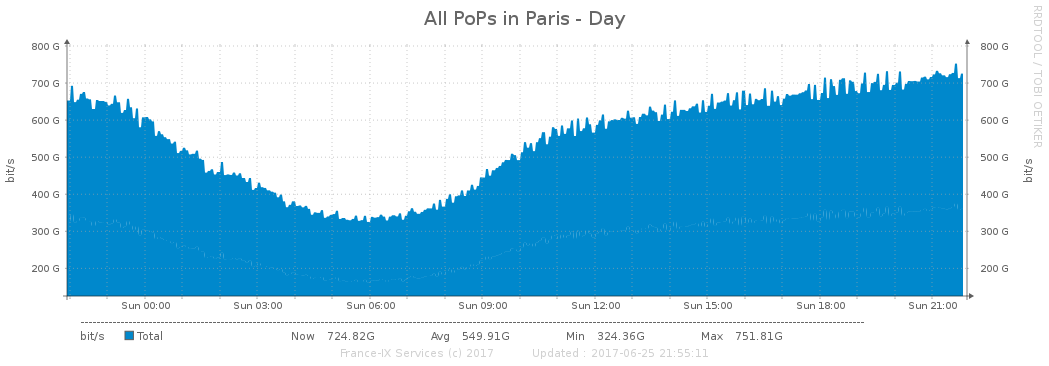 All PoPs in Paris - Day
RRDTOOL / TOBI OETIKER
800 G 800 G
700 G 700 G
600 G 600 G
500 G 500 G
400 G 400 G
300 G 300 G
200 G 200 G
bit/s bit/s
Sun 00:00 Sun 03:00 Sun 06:00 Sun 09:00 Sun 12:00 Sun 15:00 Sun 18:00 Sun 21:00
bit/s Total Now 724.82G Avg 549.91G Min 324.36G Max 751.81G
France-IX Services (c) 2017 Updated : 2017-06-25 21:55:11